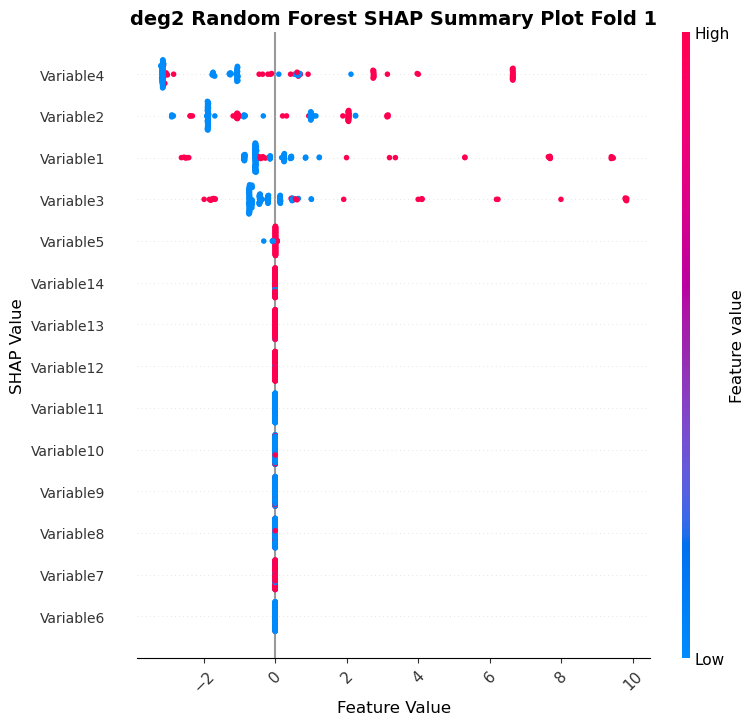 deg2 Random Forest SHAP Summary Plot Fold 1
High
Variable4
Variable2
Variable1
Variable3
Variable5
Variable14
Variable13
Variable12
Variable11
Variable10
Variable9
Variable8
Variable7
Variable6
SHAP Value
Feature value
Low
−2
0
2
4
6
8
10
Feature Value